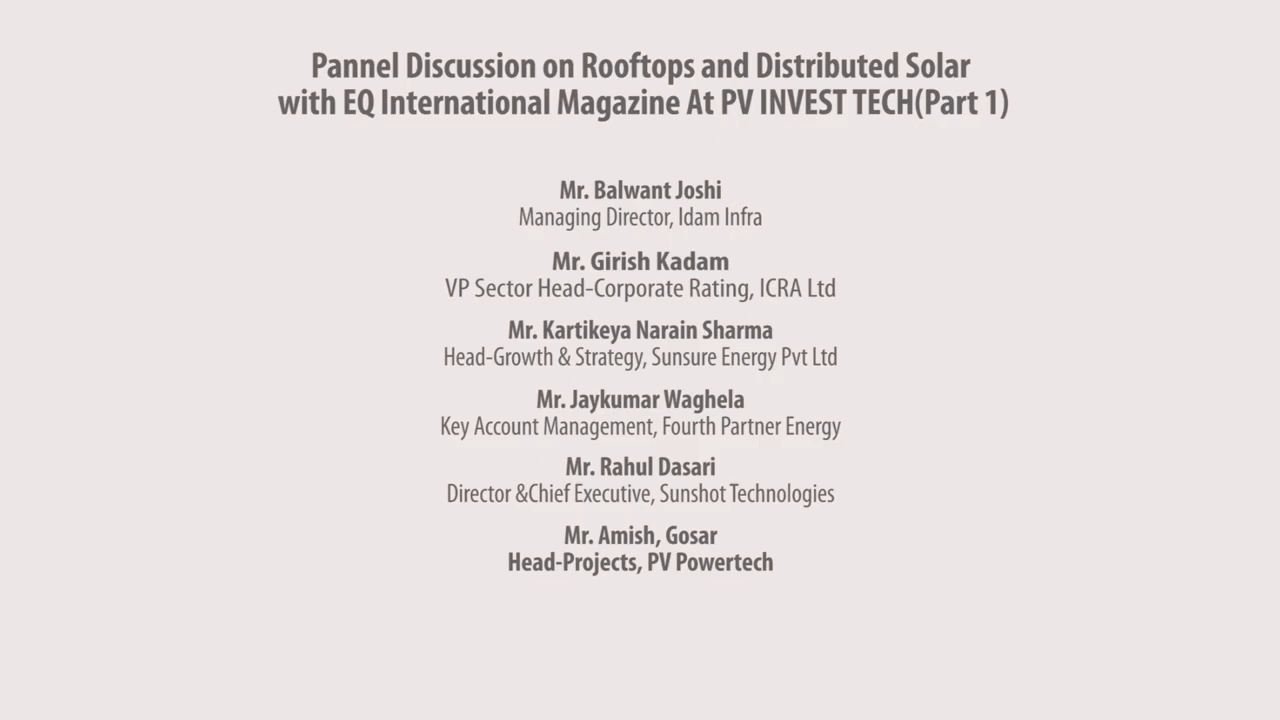 Pannel Discussion on Rooftops and Distributed Solar
with EQ International Magazine At PV INVEST TECH(Part 1)
Mr. Balwant Joshi
Managing Director, Idam Infra
Mr. Girish Kadam
VP Sector Head-Corporate Rating, ICRA Ltd
Mr. Kartikeya Narain Sharma
Head-Growth & Strategy, Sunsure Energy Pvt Ltd
Mr. Jaykumar Waghela
Key Account Management, Fourth Partner Energy
Mr. Rahul Dasari
Director &Chief Executive, Sunshot Technologies
Mr. Amish, Gosar
Head-Projects, PV Powertech